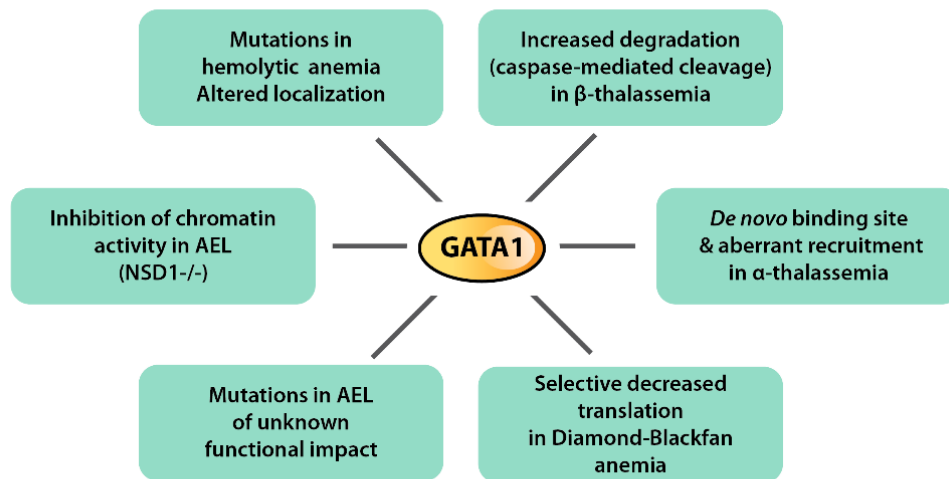 Mutations in
hemolytic anemia
Altered localization
Increased degradation
(caspase-mediated cleavage)
in β-thalassemia
Inhibition of chromatin
activity in AEL
(NSD1-/-)
GATA1
De novo binding site
& aberrant recruitment
in α-thalassemia
Mutations in AEL
of unknown
functional impact
Selective decreased
translation
in Diamond-Blackfan
anemia